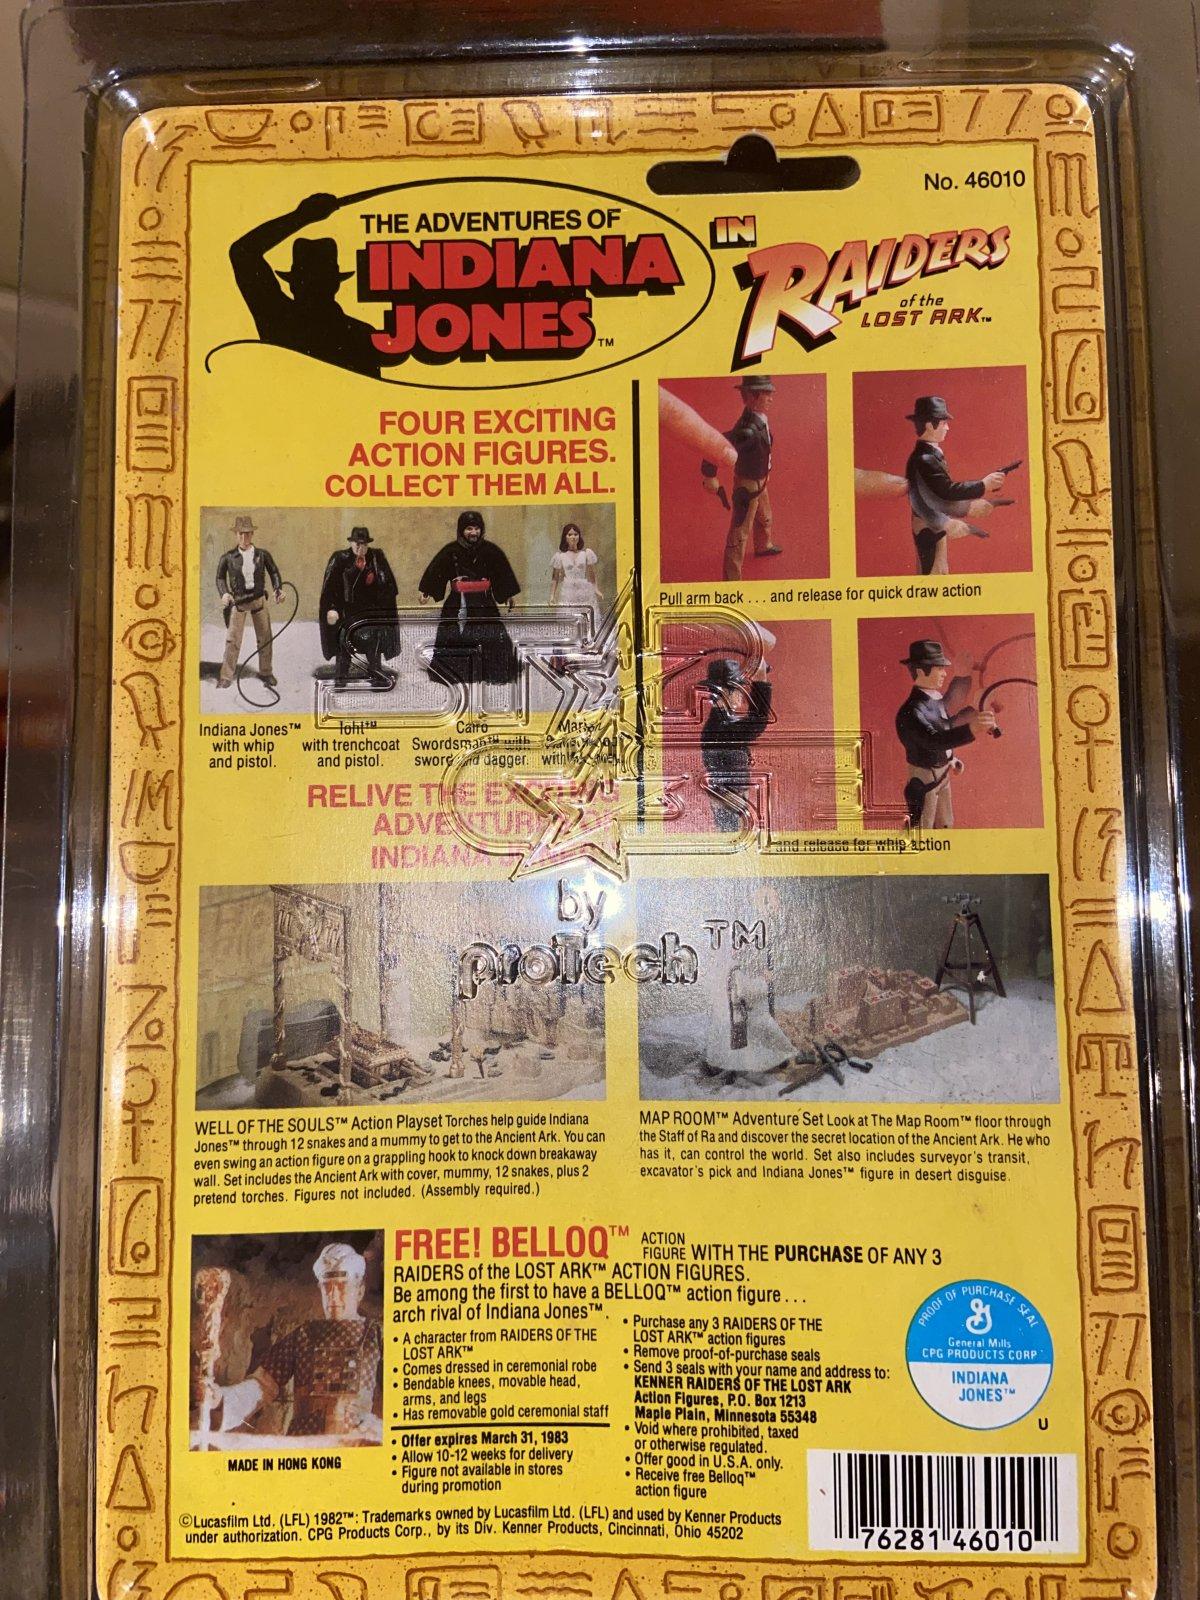 No. 46010
THE ADVENTURES OF
INDIANA
JONES™
IN
RAIDERS
of the
LOST ARK™
FOUR EXCITING
ACTION FIGURES.
COLLECT THEM ALL.
Pull arm back . . . and release for quick draw action
Indiana Jones™
with whip
and pistol.
Toht™
with trenchcoat
and pistol.
Cairo
Swordsman™ with
sword and dagger.
with
and release for whip action
RELIVE THE EXCITING
ADVENTURES OF
INDIANA JONES
STAR
CASE
by
proTech™
WELL OF THE SOULS™ Action Playset Torches help guide Indiana
Jones™ through 12 snakes and a mummy to get to the Ancient Ark. You can
even swing an action figure on a grappling hook to knock down breakaway
wall. Set includes the Ancient Ark with cover, mummy, 12 snakes, plus 2
pretend torches. Figures not included. (Assembly required.)
MAP ROOM™ Adventure Set Look at The Map Room™ floor through
the Staff of Ra and discover the secret location of the Ancient Ark. He who
has it, can control the world. Set also includes surveyor's transit,
excavator's pick and Indiana Jones™ figure in desert disguise.
FREE! BELLOQ™ ACTION FIGURE WITH THE PURCHASE OF ANY 3
RAIDERS of the LOST ARK™ ACTION FIGURES.
Be among the first to have a BELLOQ™ action figure . . .
arch rival of Indiana Jones™.
• A character from RAIDERS OF THE
LOST ARK™
• Comes dressed in ceremonial robe
• Bendable knees, movable head,
arms, and legs
• Has removable gold ceremonial staff
• Offer expires March 31, 1983
• Allow 10-12 weeks for delivery
• Figure not available in stores
during promotion
• Purchase any 3 RAIDERS OF THE
LOST ARK™ action figures
• Remove proof-of-purchase seals
• Send 3 seals with your name and address to:
KENNER RAIDERS OF THE LOST ARK
Action Figures, P.O. Box 1213
Maple Plain, Minnesota 55348
• Void where prohibited, taxed
or otherwise regulated.
• Offer good in U.S.A. only.
• Receive free Belloq™
action figure
PROOF OF PURCHASE SEAL
General Mills
CPG PRODUCTS CORP
INDIANA
JONES™
U
MADE IN HONG KONG
©Lucasfilm Ltd. (LFL) 1982™: Trademarks owned by Lucasfilm Ltd. (LFL) and used by Kenner Products
under authorization. CPG Products Corp., by its Div. Kenner Products, Cincinnati, Ohio 45202
76281 46010